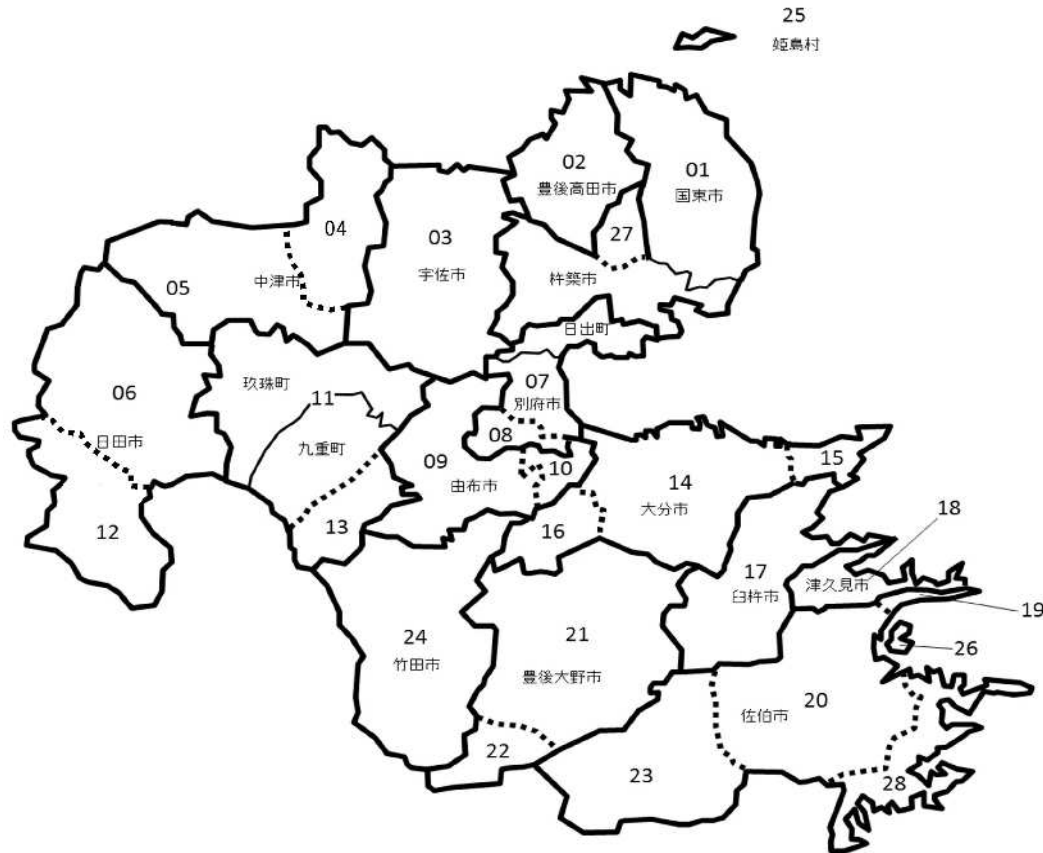 25
姫島村
02
豊後高田市
01
国東市
04
03
宇佐市
27
杵築市
05
中津市
日出町
06
日田市
玖珠町
11
九重町
07
別府市
08
09
由布市
10
14
大分市
15
12
13
16
17
臼杵市
18
津久見市
19
26
24
竹田市
21
豊後大野市
20
佐伯市
22
23
28